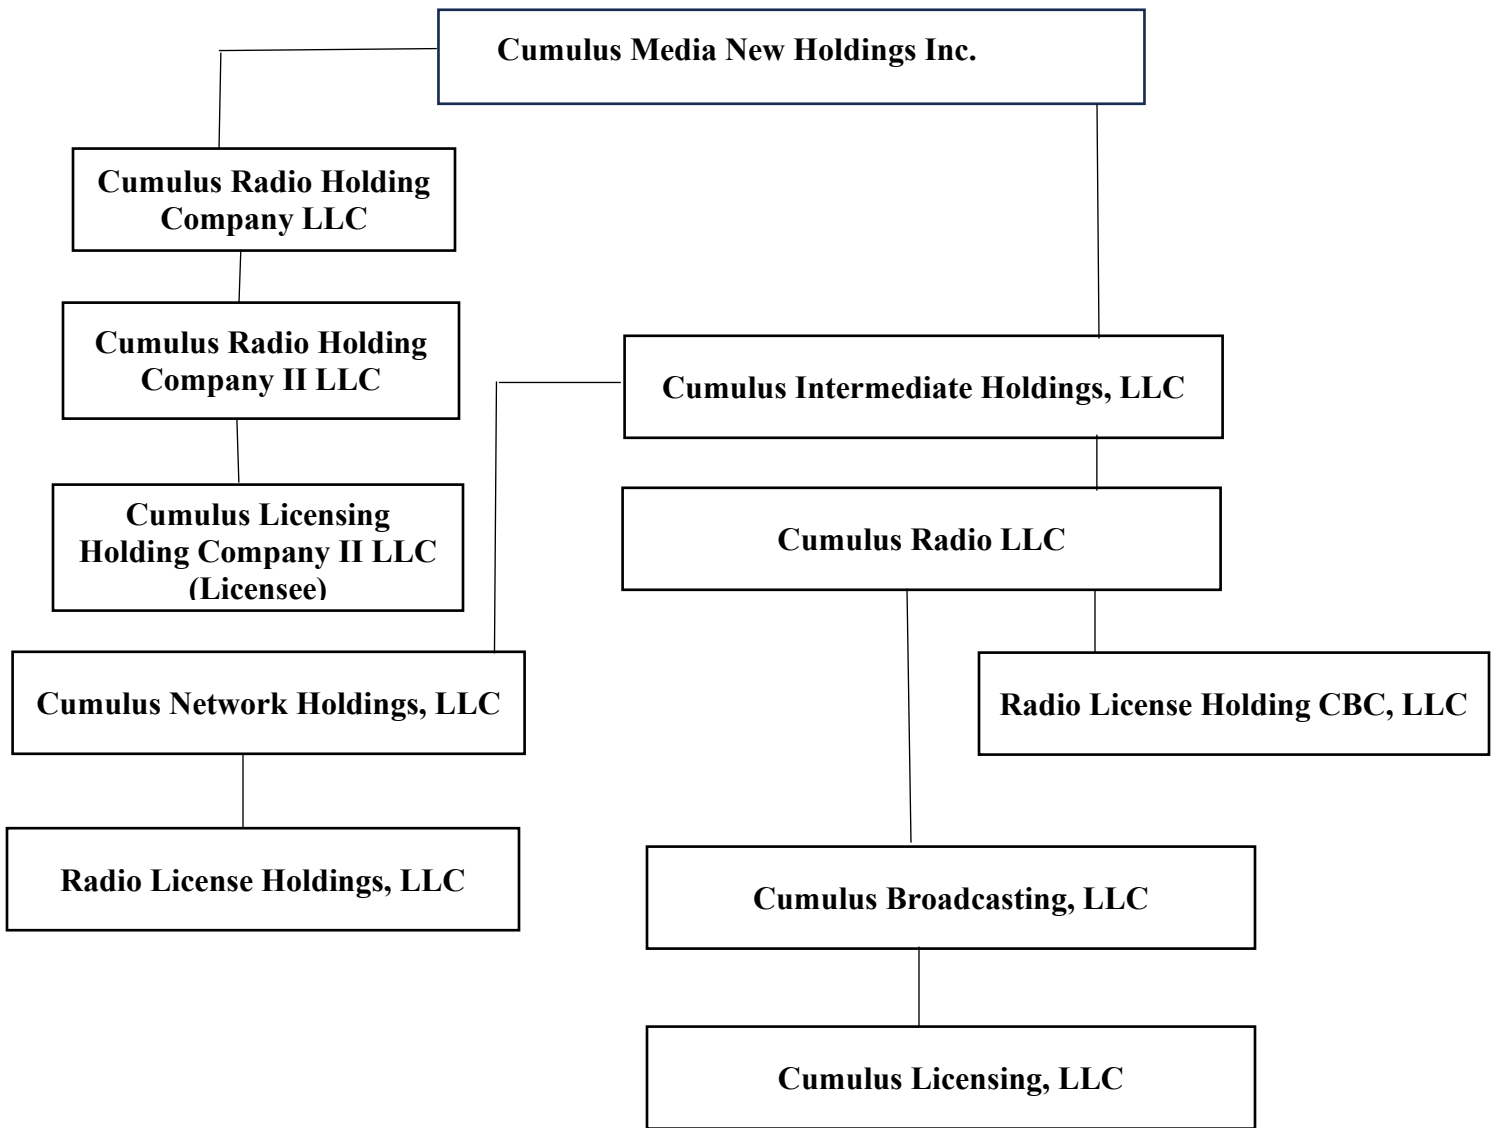 Cumulus Media New Holdings Inc.
Cumulus Radio Holding
Company LLC
Cumulus Radio Holding
Company II LLC
Cumulus Intermediate Holdings, LLC
Cumulus Licensing
Holding Company II LLC
(Licensee)
Cumulus Radio LLC
Cumulus Network Holdings, LLC
Radio License Holding CBC, LLC
Radio License Holdings, LLC
Cumulus Broadcasting, LLC
Cumulus Licensing, LLC